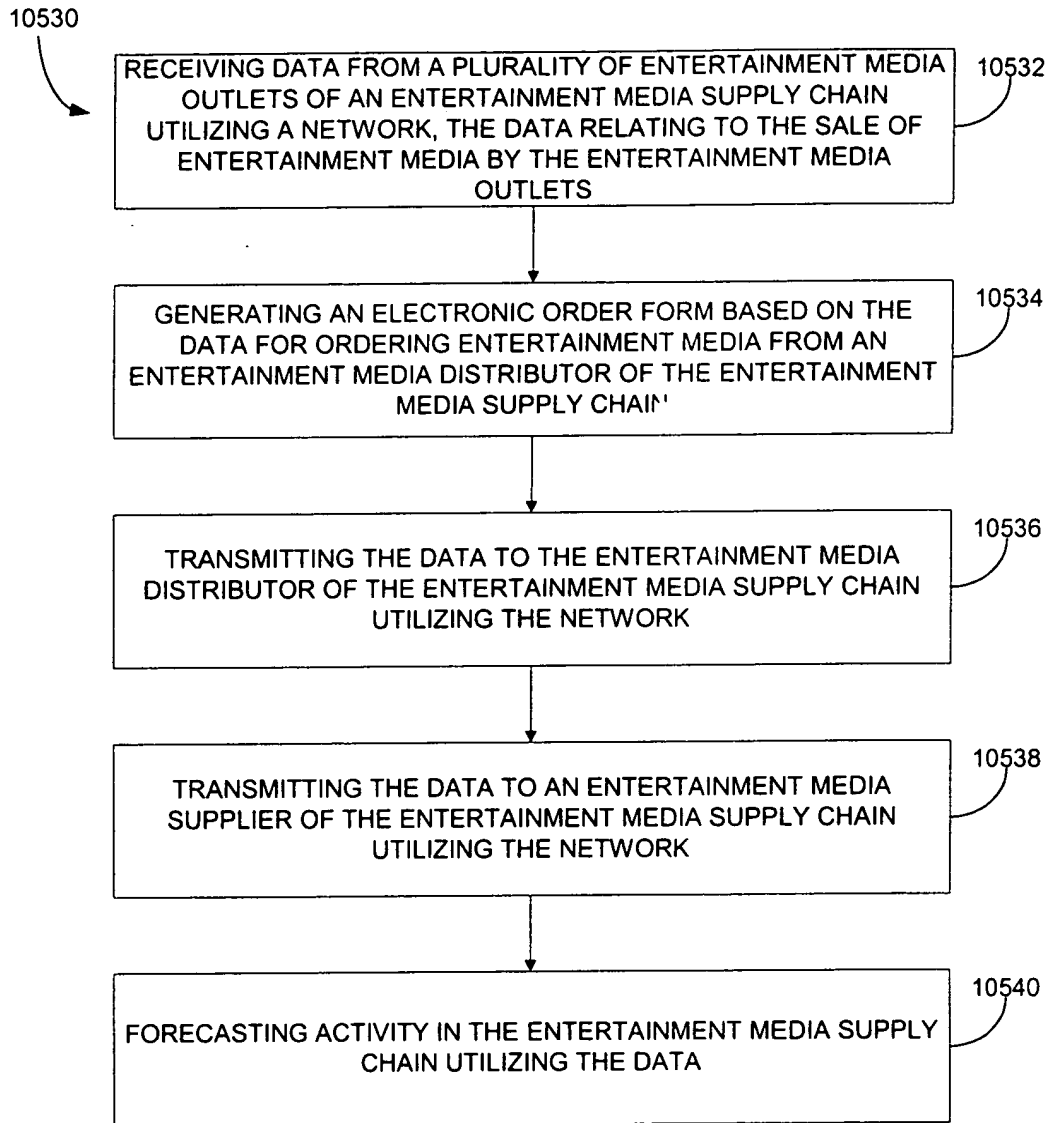 10530
RECEIVING DATA FROM A PLURALITY OF ENTERTAINMENT MEDIA
OUTLETS OF AN ENTERTAINMENT MEDIA SUPPLY CHAIN
UTILIZING A NETWORK, THE DATA RELATING TO THE SALE OF
ENTERTAINMENT MEDIA BY THE ENTERTAINMENT MEDIA
OUTLETS
10532
GENERATING AN ELECTRONIC ORDER FORM BASED ON THE
DATA FOR ORDERING ENTERTAINMENT MEDIA FROM AN
ENTERTAINMENT MEDIA DISTRIBUTOR OF THE ENTERTAINMENT
MEDIA SUPPLY CHAIN
10534
TRANSMITTING THE DATA TO THE ENTERTAINMENT MEDIA
DISTRIBUTOR OF THE ENTERTAINMENT MEDIA SUPPLY CHAIN
UTILIZING THE NETWORK
10536
TRANSMITTING THE DATA TO AN ENTERTAINMENT MEDIA
SUPPLIER OF THE ENTERTAINMENT MEDIA SUPPLY CHAIN
UTILIZING THE NETWORK
10538
FORECASTING ACTIVITY IN THE ENTERTAINMENT MEDIA SUPPLY
CHAIN UTILIZING THE DATA
10540